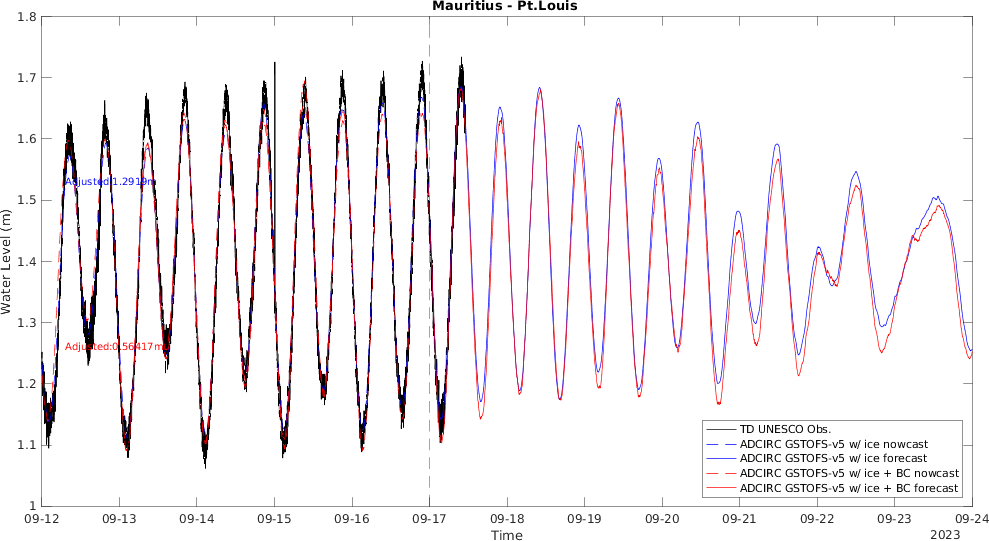 Mauritius - Pt.Louis
Water Level (m)
1.8
1.7
1.6
1.5
1.4
1.3
1.2
1.1
1
Adjusted:1.2919m
Adjusted:0.56417m
TD UNESCO Obs.
ADCIRC GSTOFS-v5 w/ ice nowcast
ADCIRC GSTOFS-v5 w/ ice forecast
ADCIRC GSTOFS-v5 w/ ice + BC nowcast
ADCIRC GSTOFS-v5 w/ ice + BC forecast
09-12 09-13 09-14 09-15 09-16 09-17 09-18 09-19 09-20 09-21 09-22 09-23 09-24
Time
2023